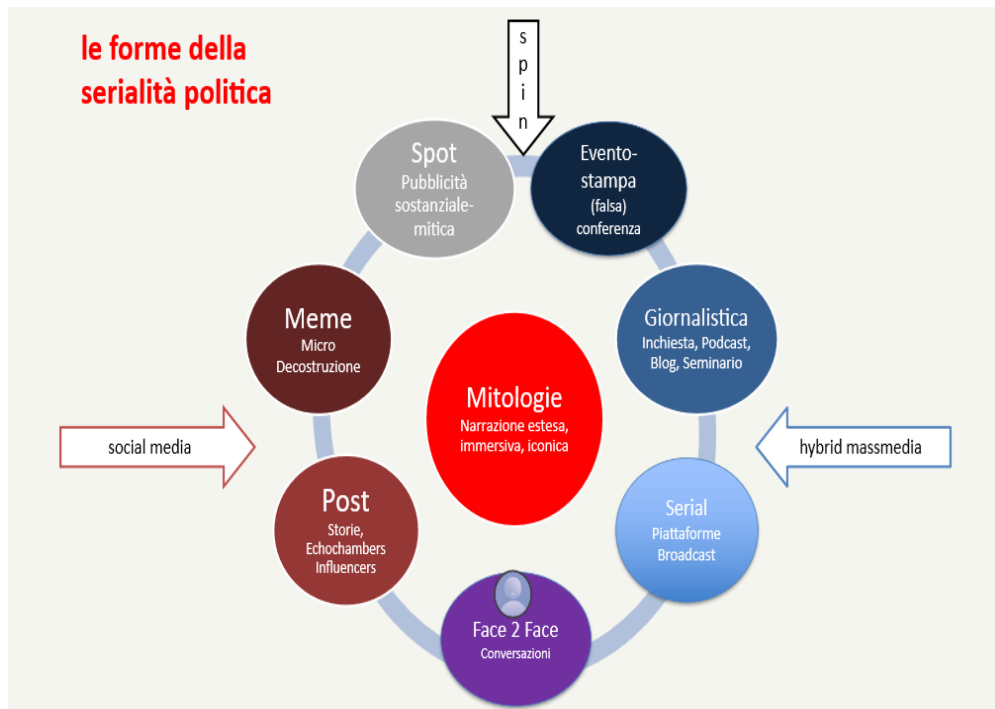 le forme della
serialità politica
spin
Spot
Pubblicità
sostanziale-
mitica
Evento-
stampa
(falsa)
conferenza
Meme
Micro
Decostruzione
Giornalistica
Inchiesta, Podcast,
Blog, Seminario
Mitologie
Narrazione estesa,
immersiva, iconica
social media
hybrid massmedia
Post
Storie,
Echochambers
Influencers
Serial
Piattaforme
Broadcast
Face 2 Face
Conversazioni